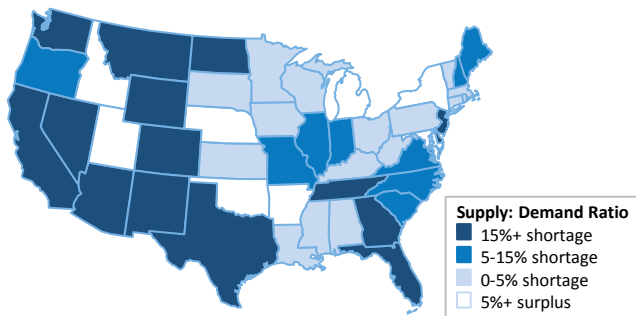 Supply: Demand Ratio
15%+ shortage
5-15% shortage
0-5% shortage
5%+ surplus